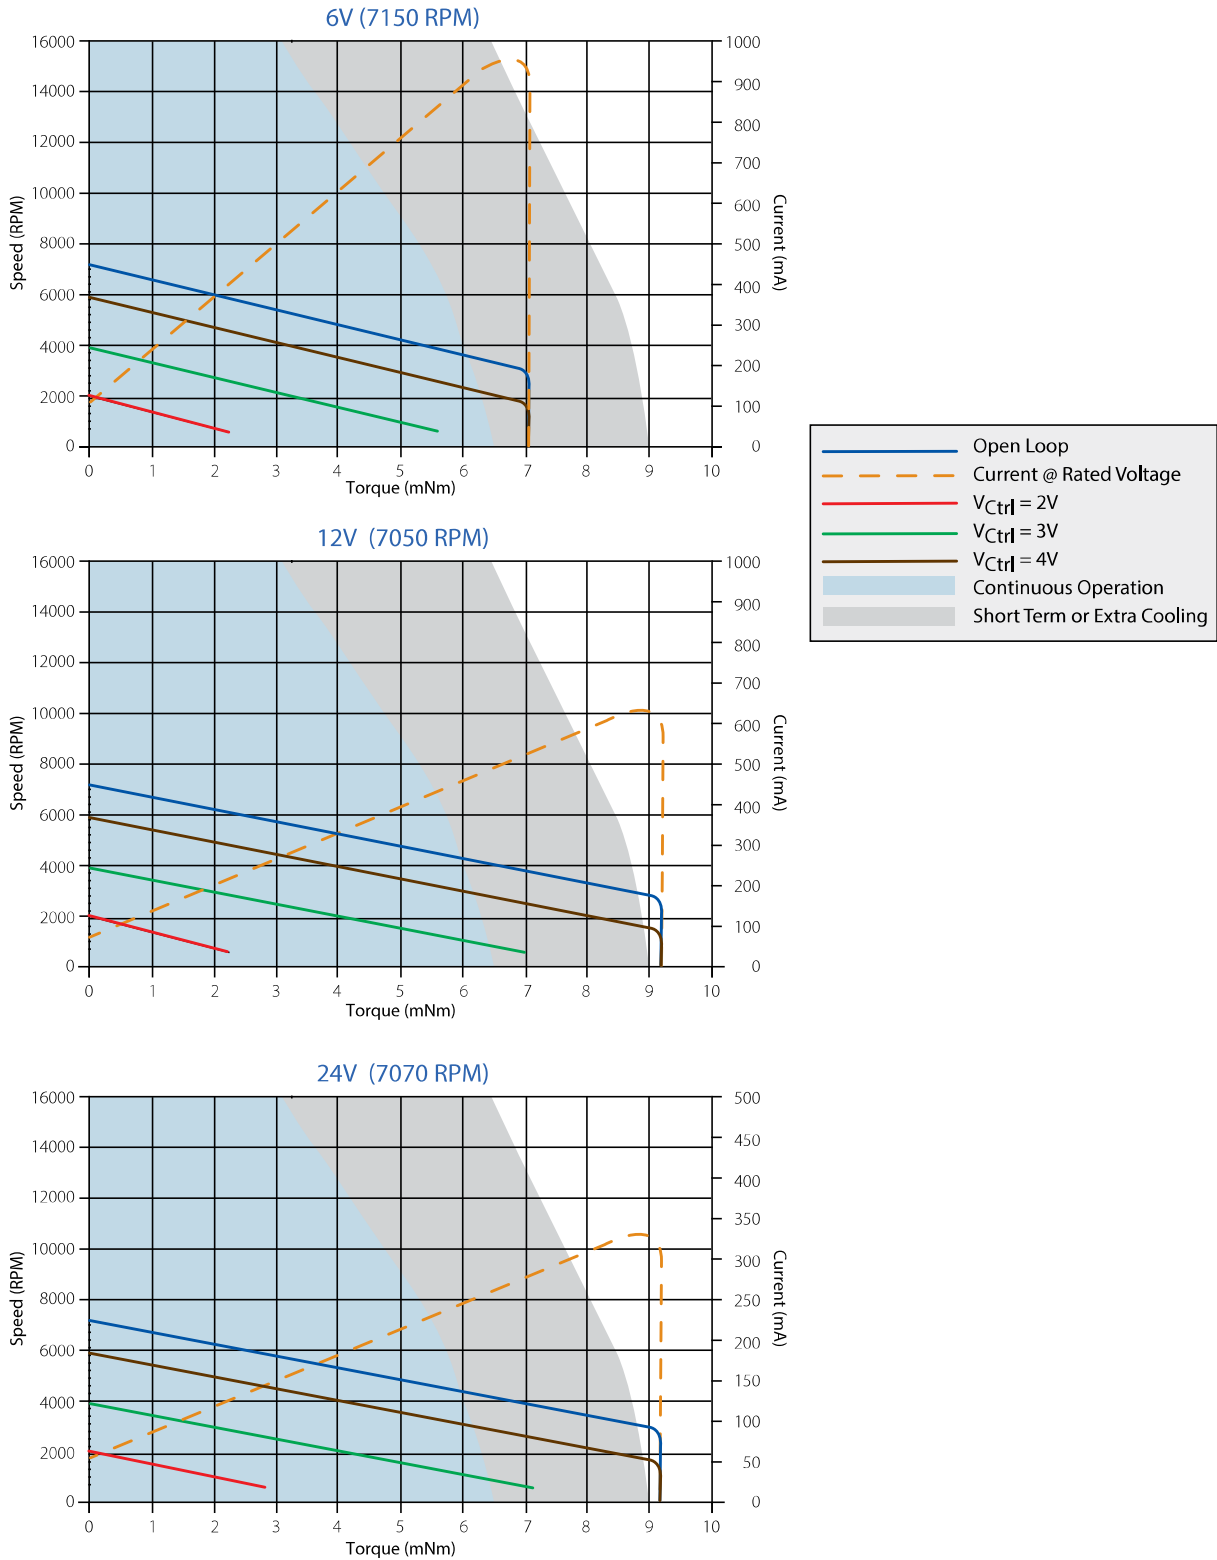 6V (7150 RPM)
16000
14000
12000
10000
8000
6000
4000
2000
0
Speed (RPM)
1000
900
800
700
600
500
400
300
200
100
0
Current (mA)
0 1 2 3 4 5 6 7 8 9 10
Torque (mNm)
Open Loop
Current @ Rated Voltage
VCtrl = 2V
VCtrl = 3V
VCtrl = 4V
Continuous Operation
Short Term or Extra Cooling
12V (7050 RPM)
16000
14000
12000
10000
8000
6000
4000
2000
0
Speed (RPM)
1000
900
800
700
600
500
400
300
200
100
0
Current (mA)
0 1 2 3 4 5 6 7 8 9 10
Torque (mNm)
24V (7070 RPM)
16000
14000
12000
10000
8000
6000
4000
2000
0
Speed (RPM)
500
450
400
350
300
250
200
150
100
50
0
Current (mA)
0 1 2 3 4 5 6 7 8 9 10
Torque (mNm)